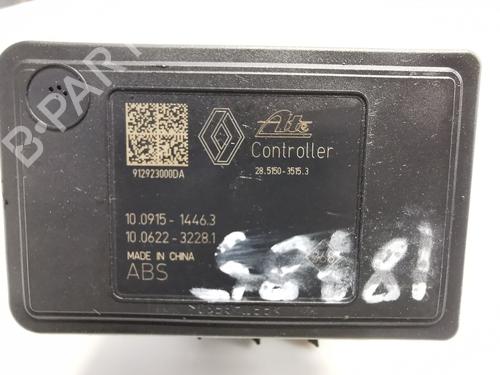 B-PARTS
Ate
912923000DA
Controller
28.5150-3515.3
10.0915-1446.3
10.0622-3228.1
MADE IN CHINA
ABS